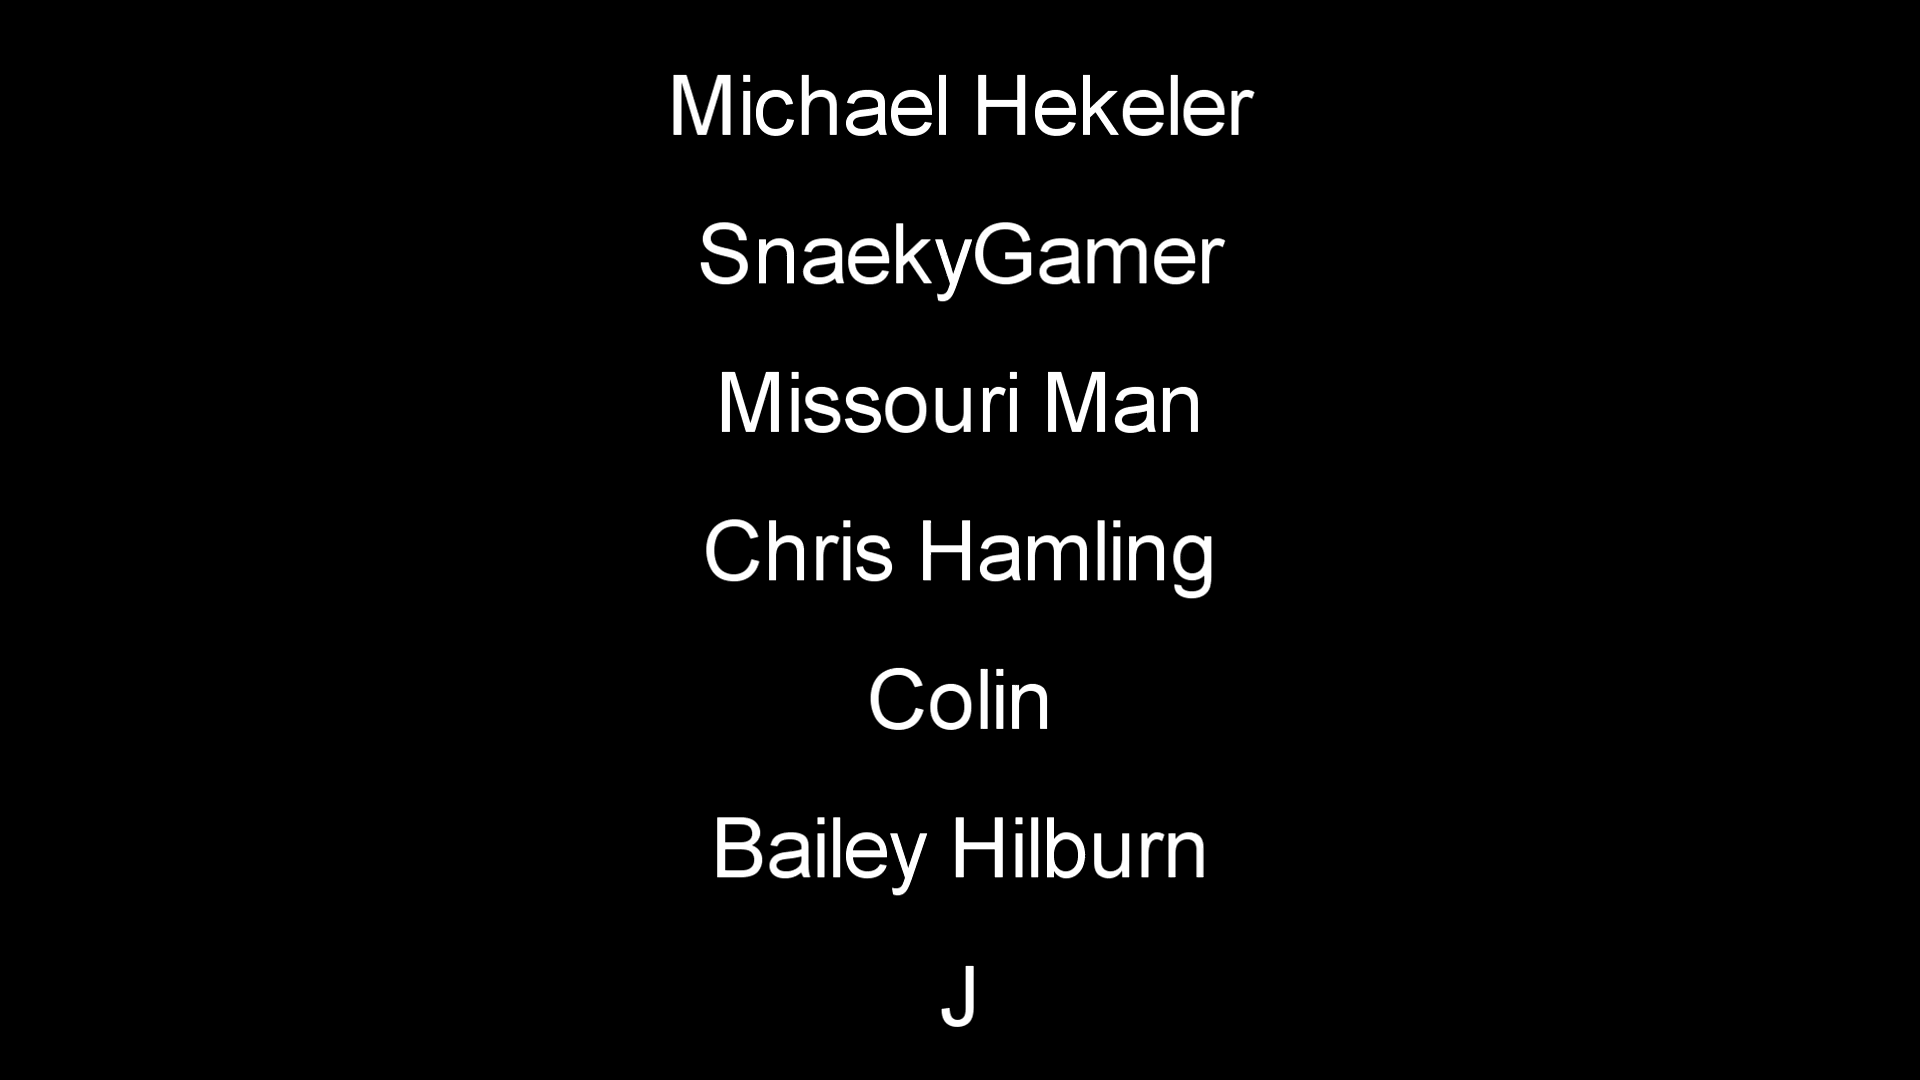 Michael Hekeler
SnaekyGamer
Missouri Man
Chris Hamling
Colin
Bailey Hilburn
J